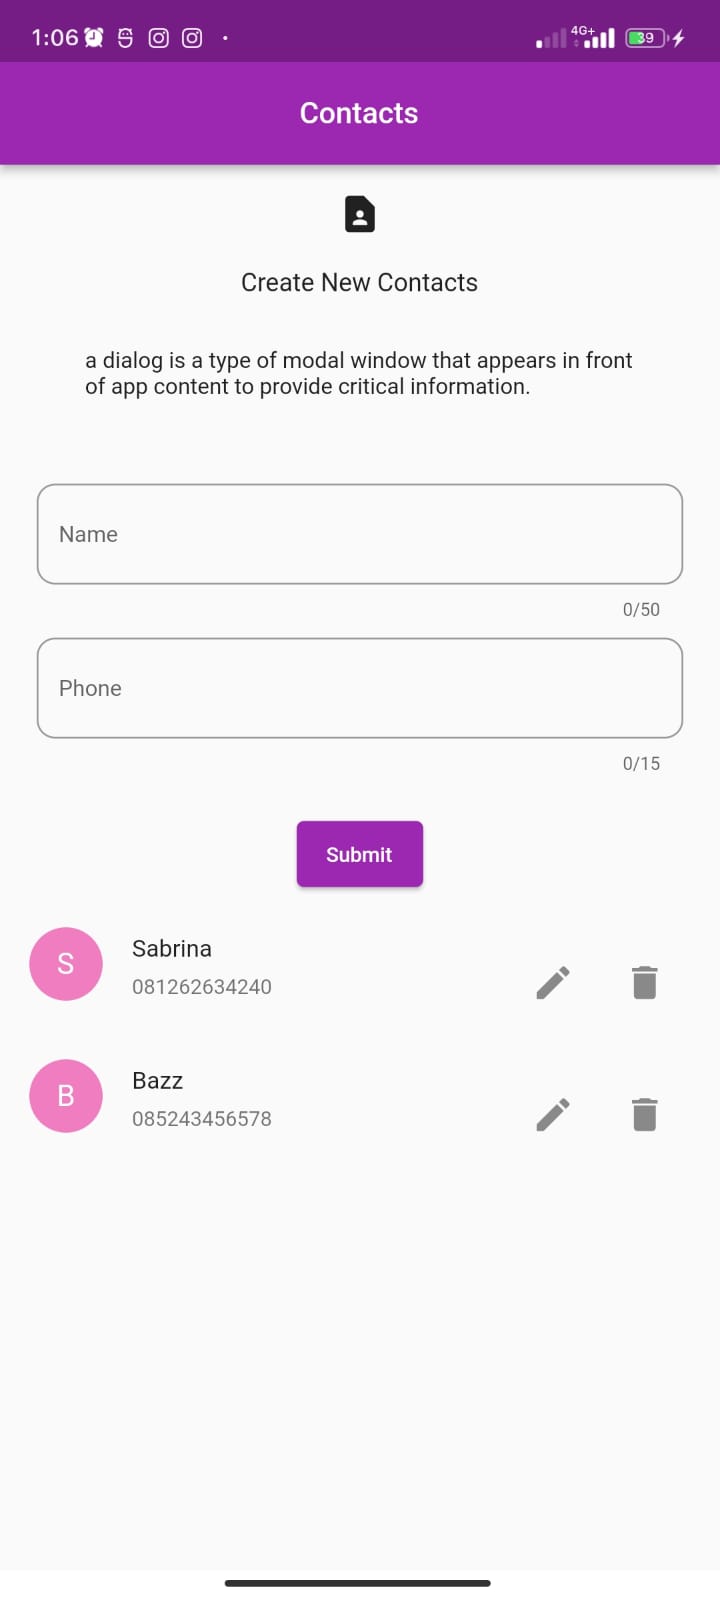 1:06
4G+
39
Contacts
Create New Contacts
a dialog is a type of modal window that appears in front
of app content to provide critical information.
Name
0/50
Phone
0/15
Submit
S
Sabrina
081262634240
B
Bazz
085243456578